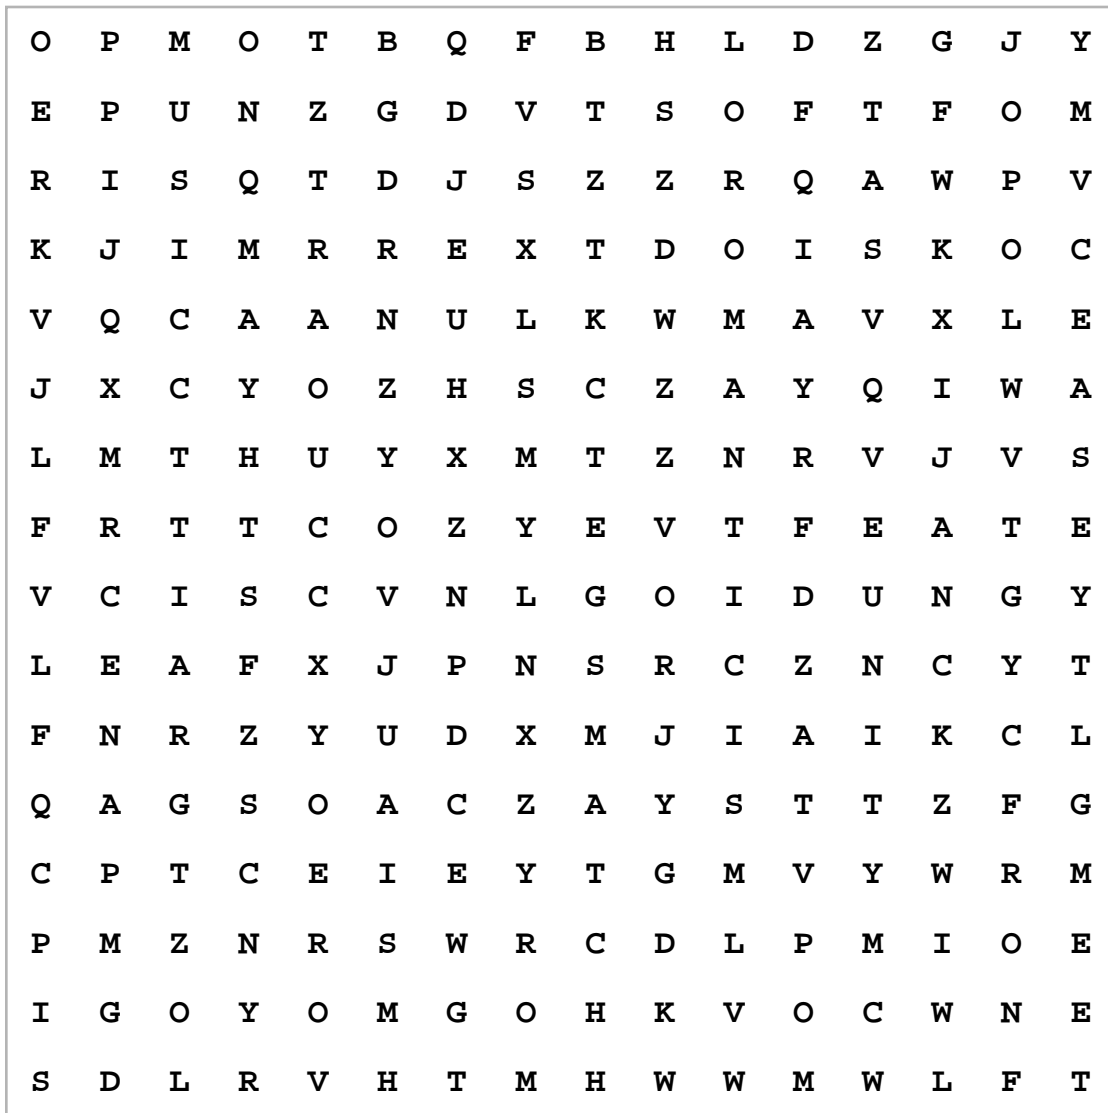 O P M O T B Q F B H L D Z G J Y
E P U N Z G D V T S O F T F O M
R I S Q T D J S Z Z R Q A W P V
K J I M R R E X T D O I S K O C
V Q C A A N U L K W M A V X L E
J X C Y O Z H S C Z A Y Q I W A
L M T H U Y X M T Z N R V J V S
F R T T C O Z Y E V T F E A T E
V C I S C V N L G O I D U N G Y
L E A F X J P N S R C Z N C Y T
F N R Z Y U D X M J I A I K C L
Q A G S O A C Z A Y S T T Z F G
C P T C E I E Y T G M V Y W R M
P M Z N R S W R C D L P M I O E
I G O Y O M G O H K V O C W N E
S D L R V H T M H W W M W L F T